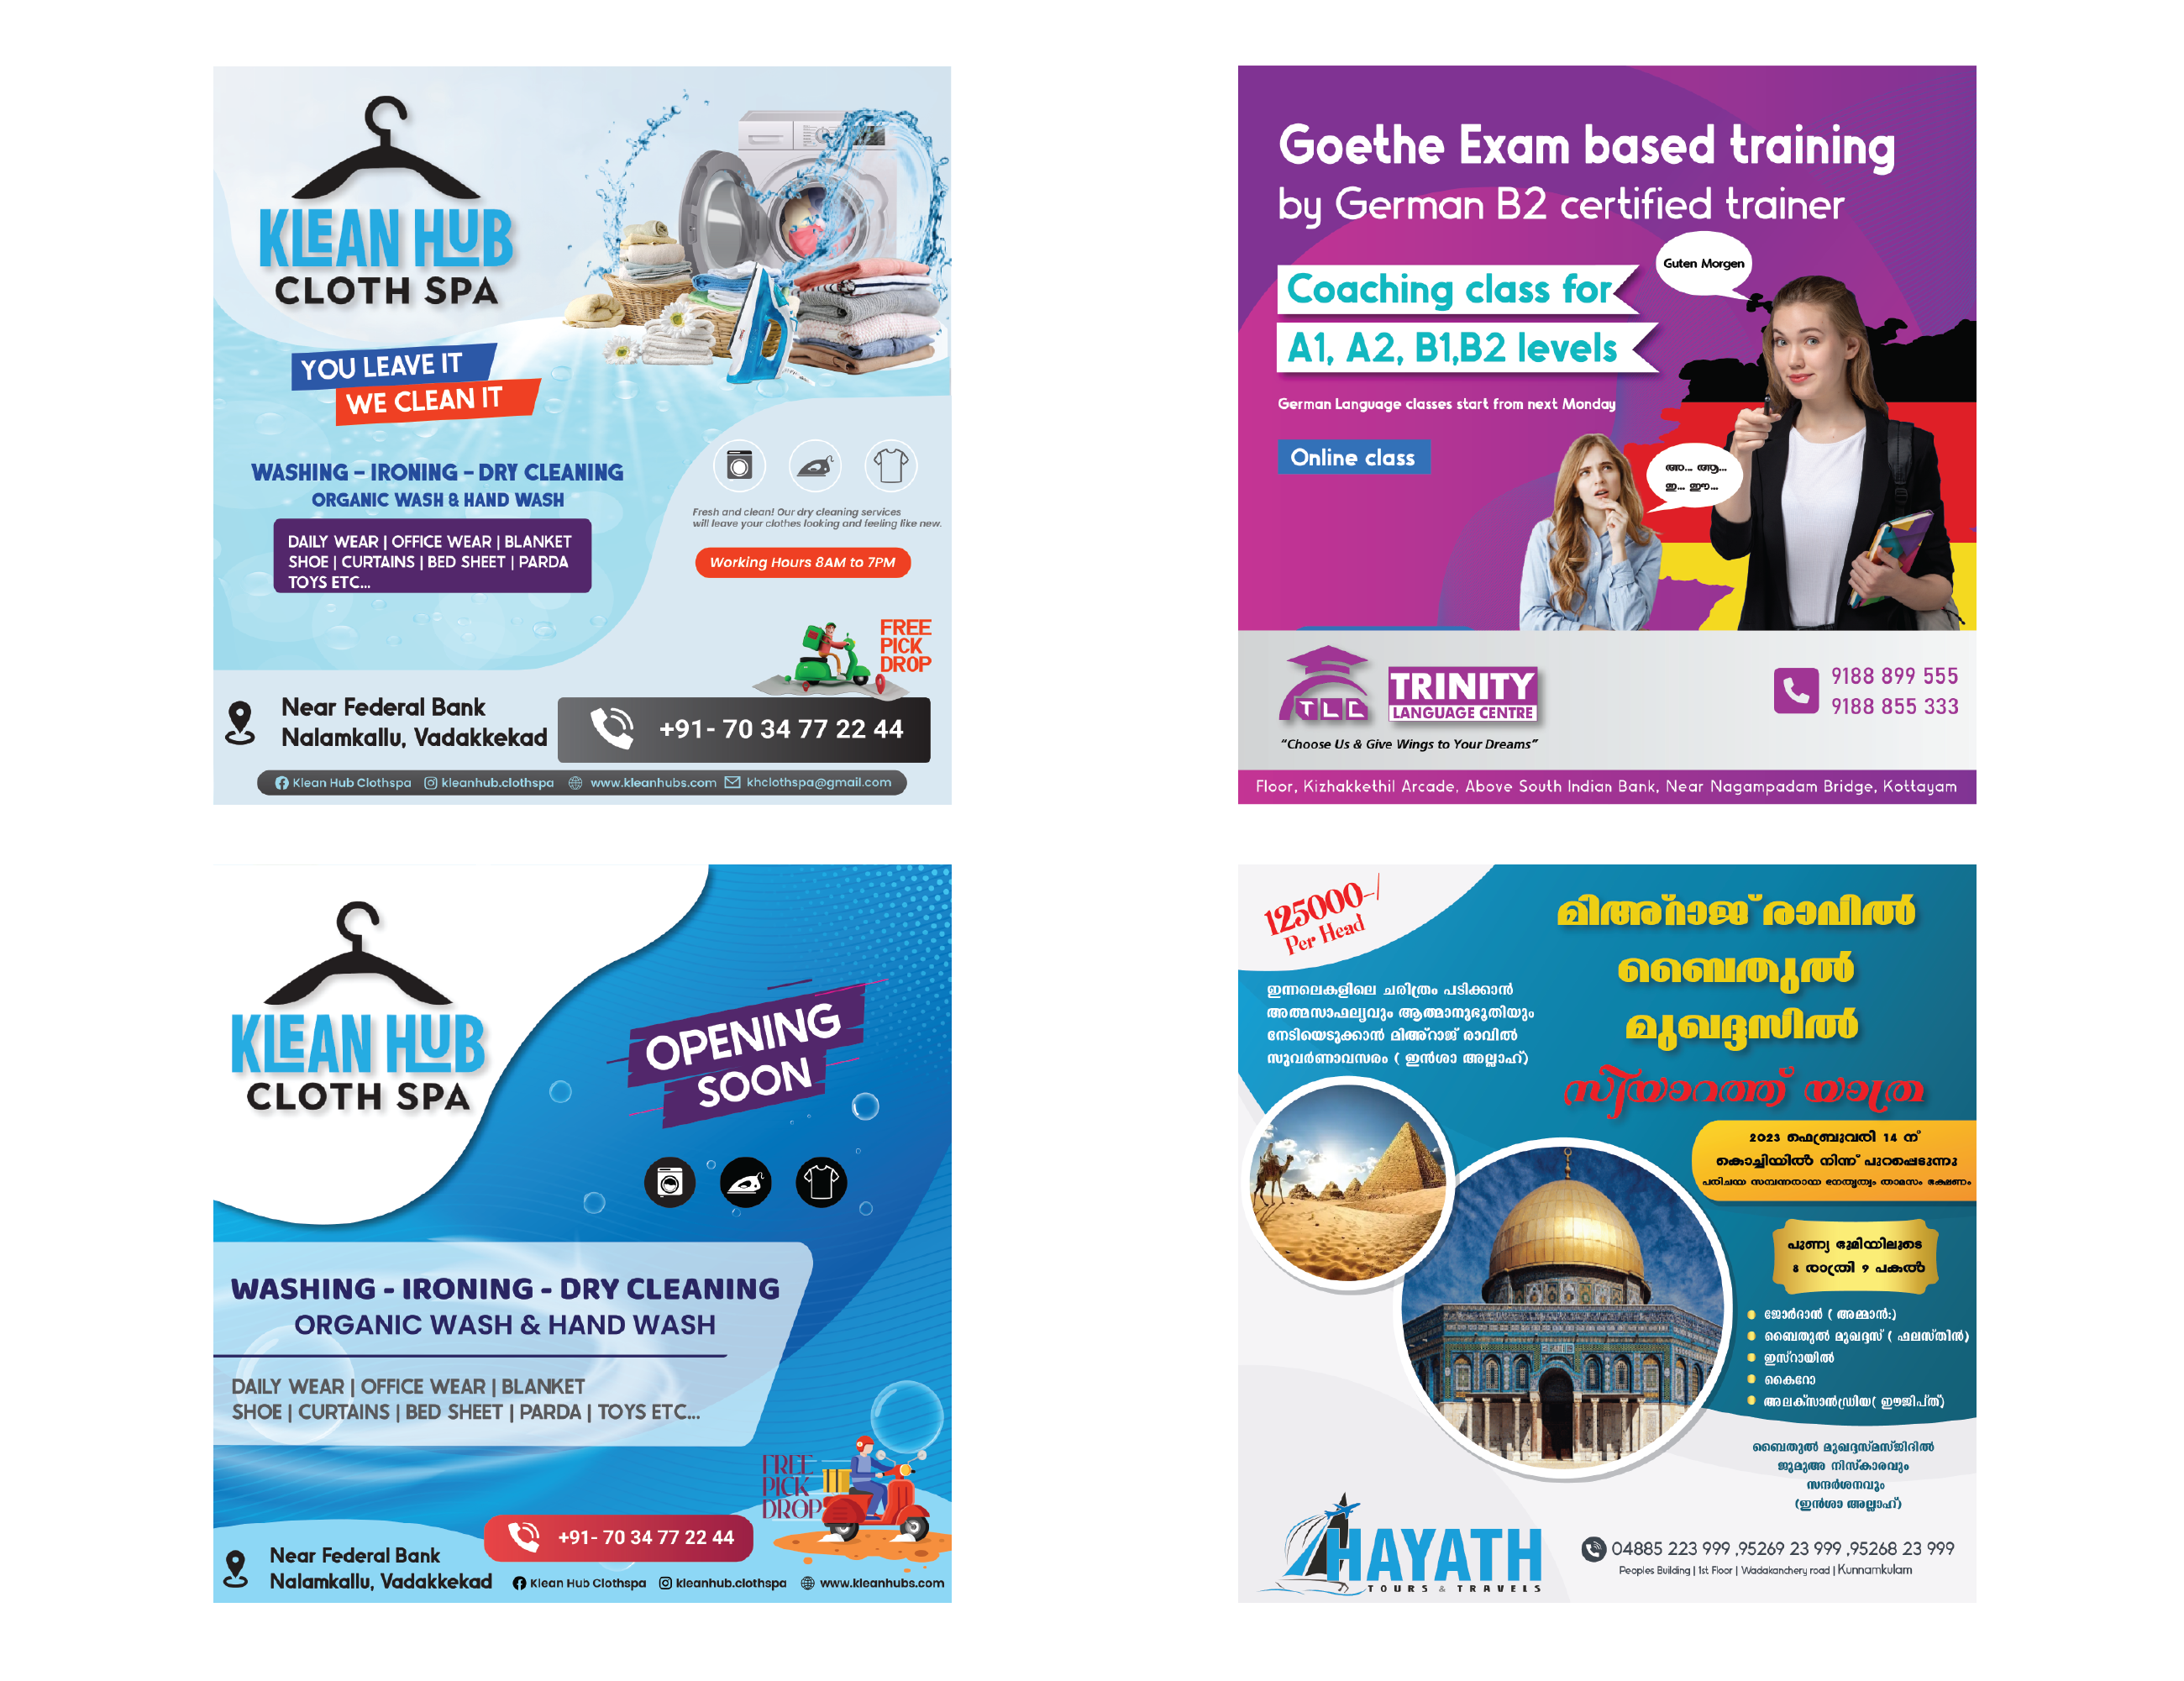 KLEAN HUB
CLOTH SPA
YOU LEAVE IT
WE CLEAN IT
WASHING – IRONING – DRY CLEANING
ORGANIC WASH & HAND WASH
DAILY WEAR | OFFICE WEAR | BLANKET
SHOE | CURTAINS | BED SHEET | PARDA
TOYS ETC...
Fresh and clean! Our dry cleaning services
will leave your clothes looking and feeling like new.
Working Hours 8AM to 7PM
FREE
PICK
DROP
Near Federal Bank
Nalamkallu, Vadakkekad
+91- 70 34 77 22 44
Klean Hub Clothspa kleanhub.clothspa www.kleanhubs.com khclothspa@gmail.com
Goethe Exam based training
by German B2 certified trainer
Coaching class for
A1, A2, B1,B2 levels
German Language classes start from next Monday
Online class
Guten Morgen
അ... ആ...
ഇ... ഈ...
TLC
TRINITY
LANGUAGE CENTRE
"Choose Us & Give Wings to Your Dreams"
9188 899 555
9188 855 333
Floor, Kizhakkethil Arcade, Above South Indian Bank, Near Nagampadam Bridge, Kottayam
KLEAN HUB
CLOTH SPA
OPENING
SOON
WASHING - IRONING - DRY CLEANING
ORGANIC WASH & HAND WASH
DAILY WEAR | OFFICE WEAR | BLANKET
SHOE | CURTAINS | BED SHEET | PARDA | TOYS ETC...
FREE
PICK
DROP
+91- 70 34 77 22 44
Near Federal Bank
Nalamkallu, Vadakkekad
Klean Hub Clothspa kleanhub.clothspa www.kleanhubs.com
125000-/
Per Head
ഇന്നലെകളിലെ ചരിത്രം പഠിക്കാൻ
അത്മസാഫല്യവും ആത്മാനുഭൂതിയും
നേടിയെടുക്കാൻ മിഅ്റാജ് രാവിൽ
സുവർണാവസരം ( ഇൻശാ അല്ലാഹ്)
മിഅ്റാജ് രാവിൽ
ബൈതുൽ
മുഖദ്ദസിൽ
സിയാറത്ത് യാത്ര
2023 ഫെബ്രുവരി 14 ന്
കൊച്ചിയിൽ നിന്ന് പുറപ്പെടുന്നു
പരിചയ സമ്പന്നതായ നേതൃത്വം താമസം ഭക്ഷണം
പുണ്യ ഭൂമിയിലൂടെ
8 രാത്രി 9 പകൽ
ജോർദാൻ ( അമ്മാൻ:)
ബൈതുൽ മുഖദ്ദസ് ( ഫലസ്തീൻ)
ഇസ്റായിൽ
കൈറോ
അലക്സാൻഡ്രിയ( ഈജിപ്ത്)
ബൈതുൽ മുഖദ്ദസ്മസ്ജിദിൽ
ജുമുഅ നിസ്കാരവും
സന്ദർശനവും
(ഇൻശാ അല്ലാഹ്)
HAYATH
TOURS & TRAVELS
04885 223 999 ,95269 23 999 ,95268 23 999
Peoples Building | 1st Floor | Wadakanchery road | Kunnamkulam